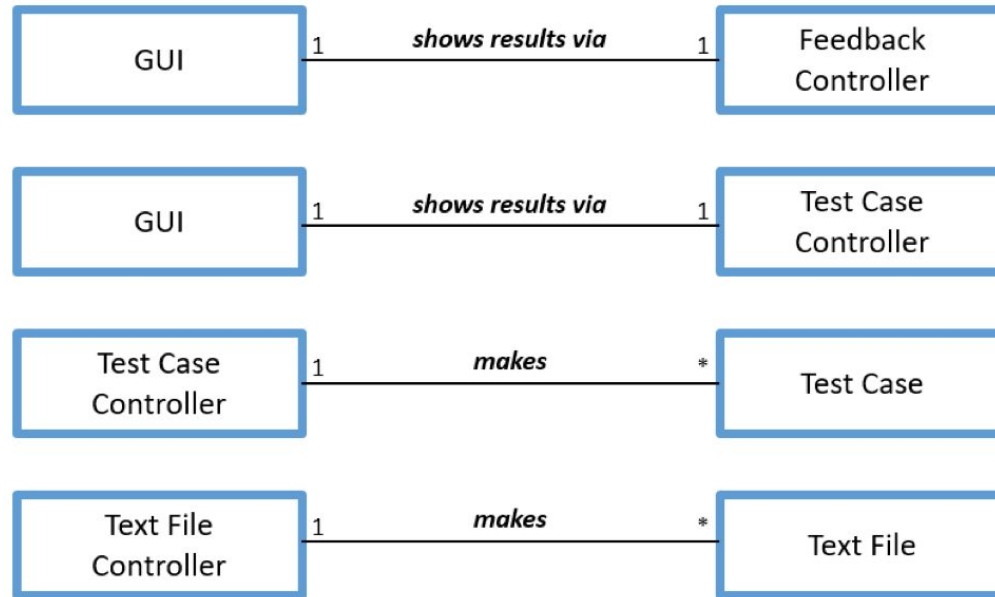 GUI
1 shows results via 1
Feedback
Controller
GUI
1 shows results via 1
Test Case
Controller
Test Case
Controller
1 makes *
Test Case
Text File
Controller
1 makes *
Text File